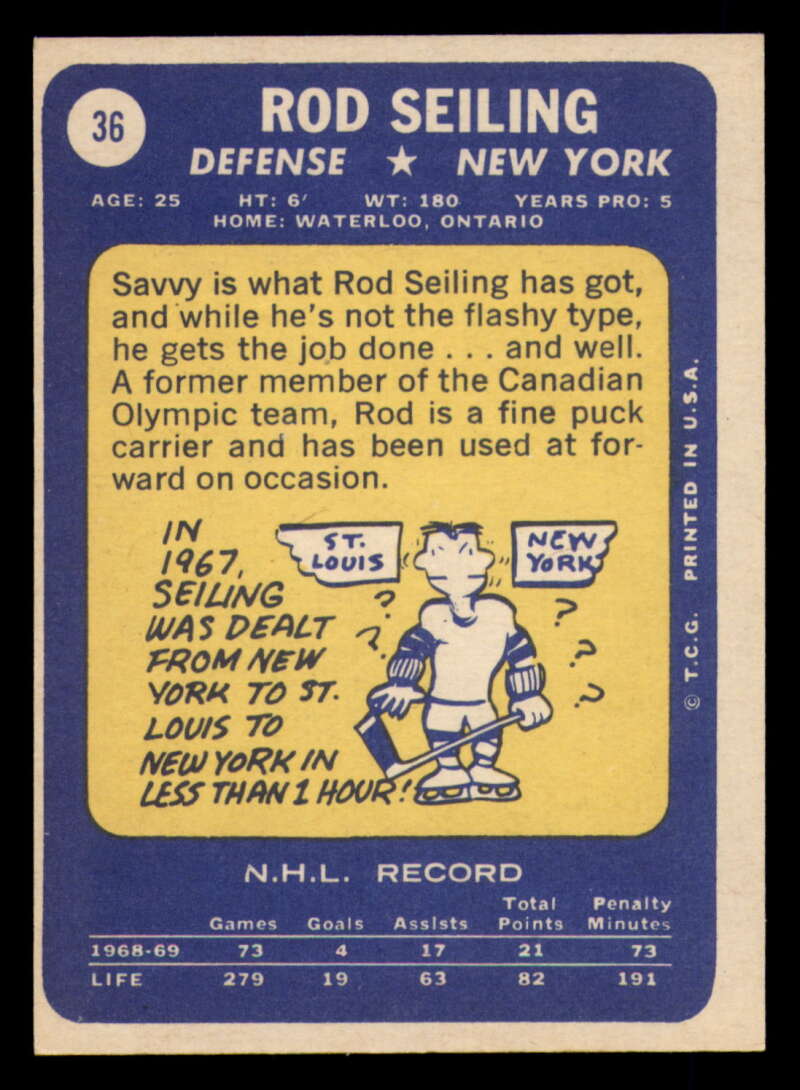 36
ROD SEILING
DEFENSE ★ NEW YORK
AGE: 25 HT: 6' WT: 180 YEARS PRO: 5
HOME: WATERLOO, ONTARIO
Savvy is what Rod Seiling has got,
and while he's not the flashy type,
he gets the job done . . . and well.
A former member of the Canadian
Olympic team, Rod is a fine puck
carrier and has been used at for-
ward on occasion.
IN
1967,
SEILING
WAS DEALT
FROM NEW
YORK TO ST.
LOUIS TO
NEW YORK IN
LESS THAN 1 HOUR!
ST.
LOUIS
NEW
YORK
? ? ? ? ?
© T.C.G. PRINTED IN U.S.A.
N.H.L. RECORD
Games Goals Assists Total Points Penalty Minutes
1968-69 73 4 17 21 73
LIFE 279 19 63 82 191